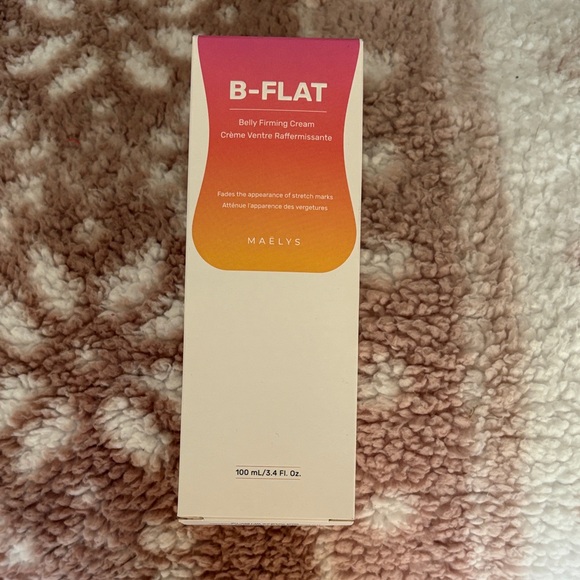 B-FLAT
Belly Firming Cream
Crème Ventre Raffermissante
Fades the appearance of stretch marks
Atténue l'apparence des vergetures
MAËLYS
100 mL/3.4 Fl. Oz.